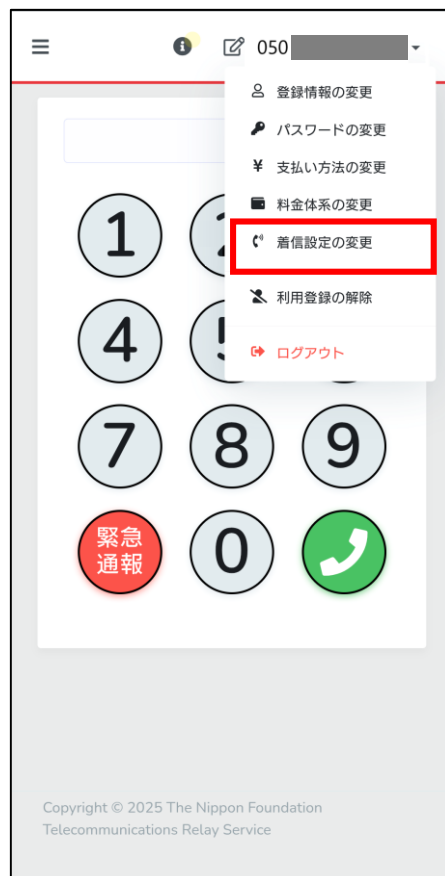 050
登録情報の変更
パスワードの変更
¥ 支払い方法の変更
料金体系の変更
着信設定の変更
利用登録の解除
ログアウト
1
4
7 8 9
緊急
通報
0
Copyright © 2025 The Nippon Foundation
Telecommunications Relay Service